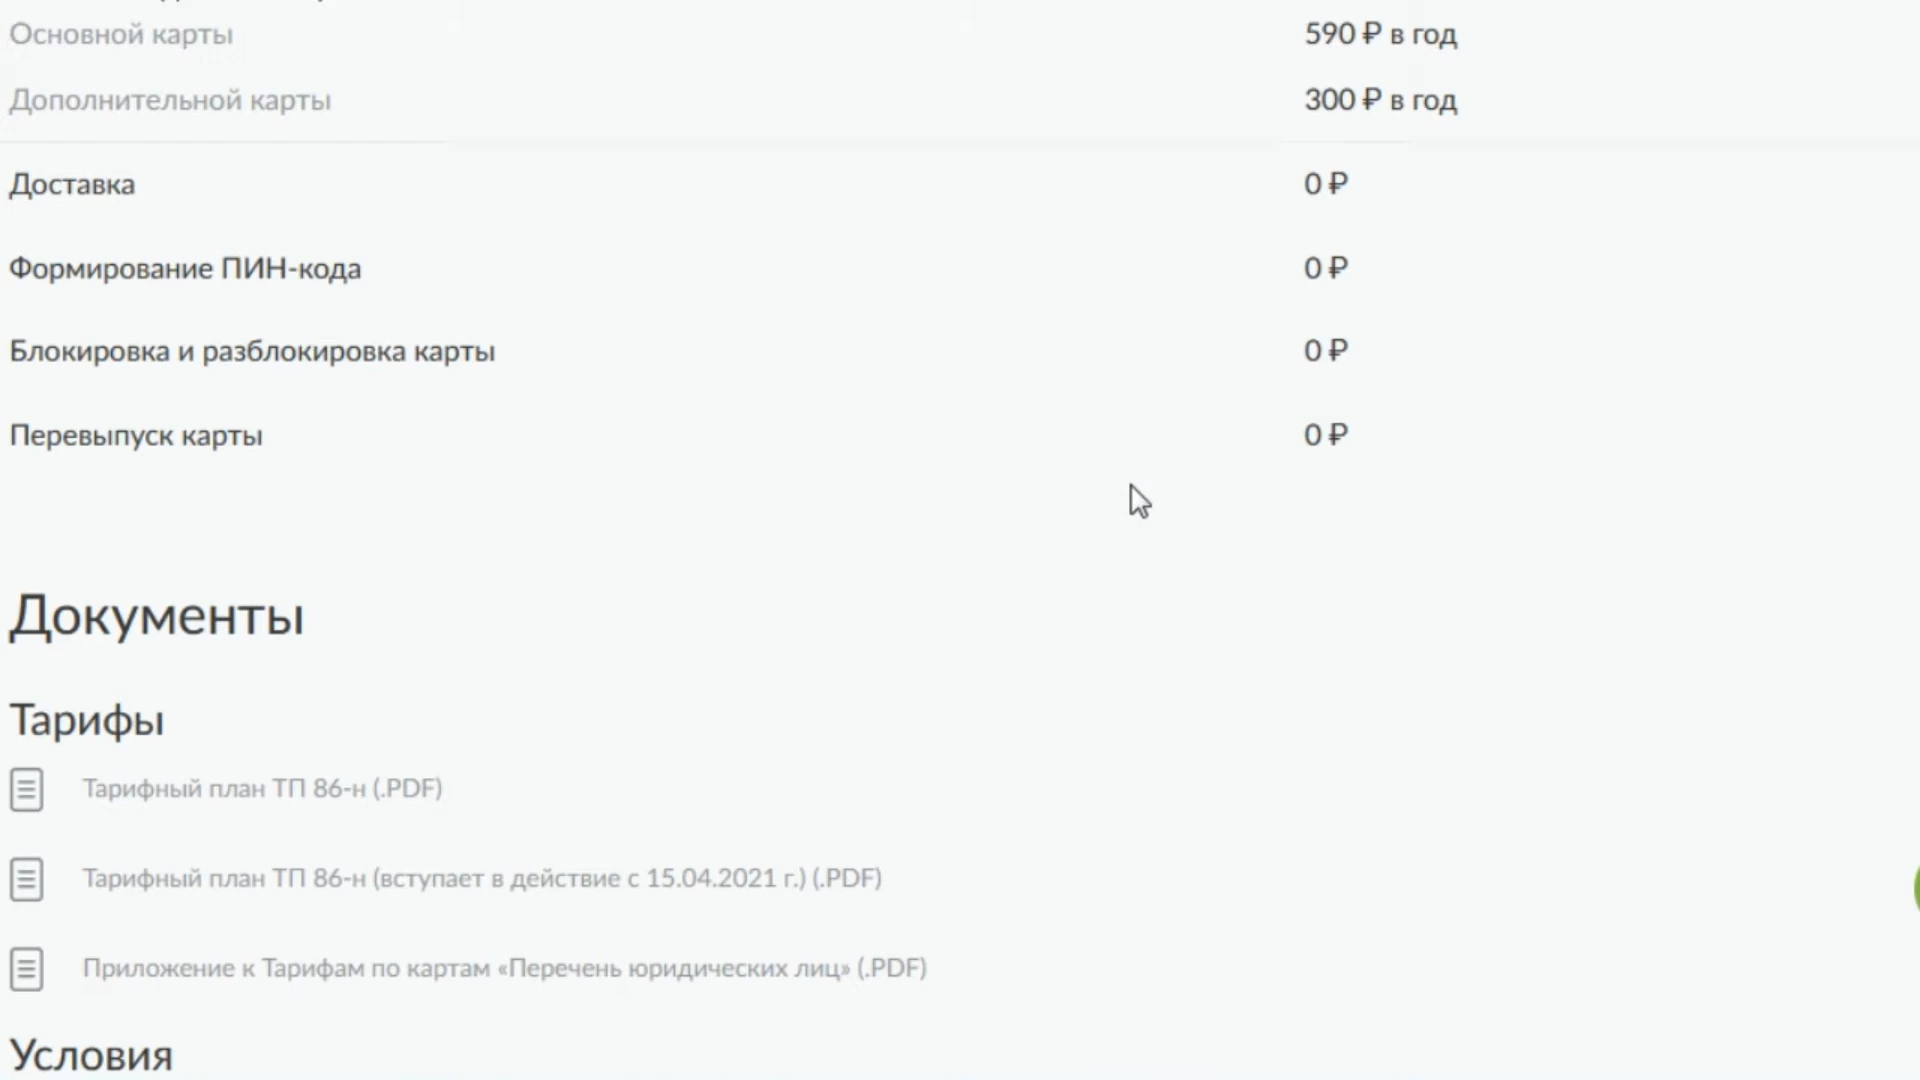 Основной карты 590 ₽ в год
Дополнительной карты 300 ₽ в год
Доставка 0 ₽
Формирование ПИН-кода 0 ₽
Блокировка и разблокировка карты 0 ₽
Перевыпуск карты 0 ₽
Документы
Тарифы
Тарифный план ТП 86-н (.PDF)
Тарифный план ТП 86-н (вступает в действие с 15.04.2021 г.) (.PDF)
Приложение к Тарифам по картам «Перечень юридических лиц» (.PDF)
Условия